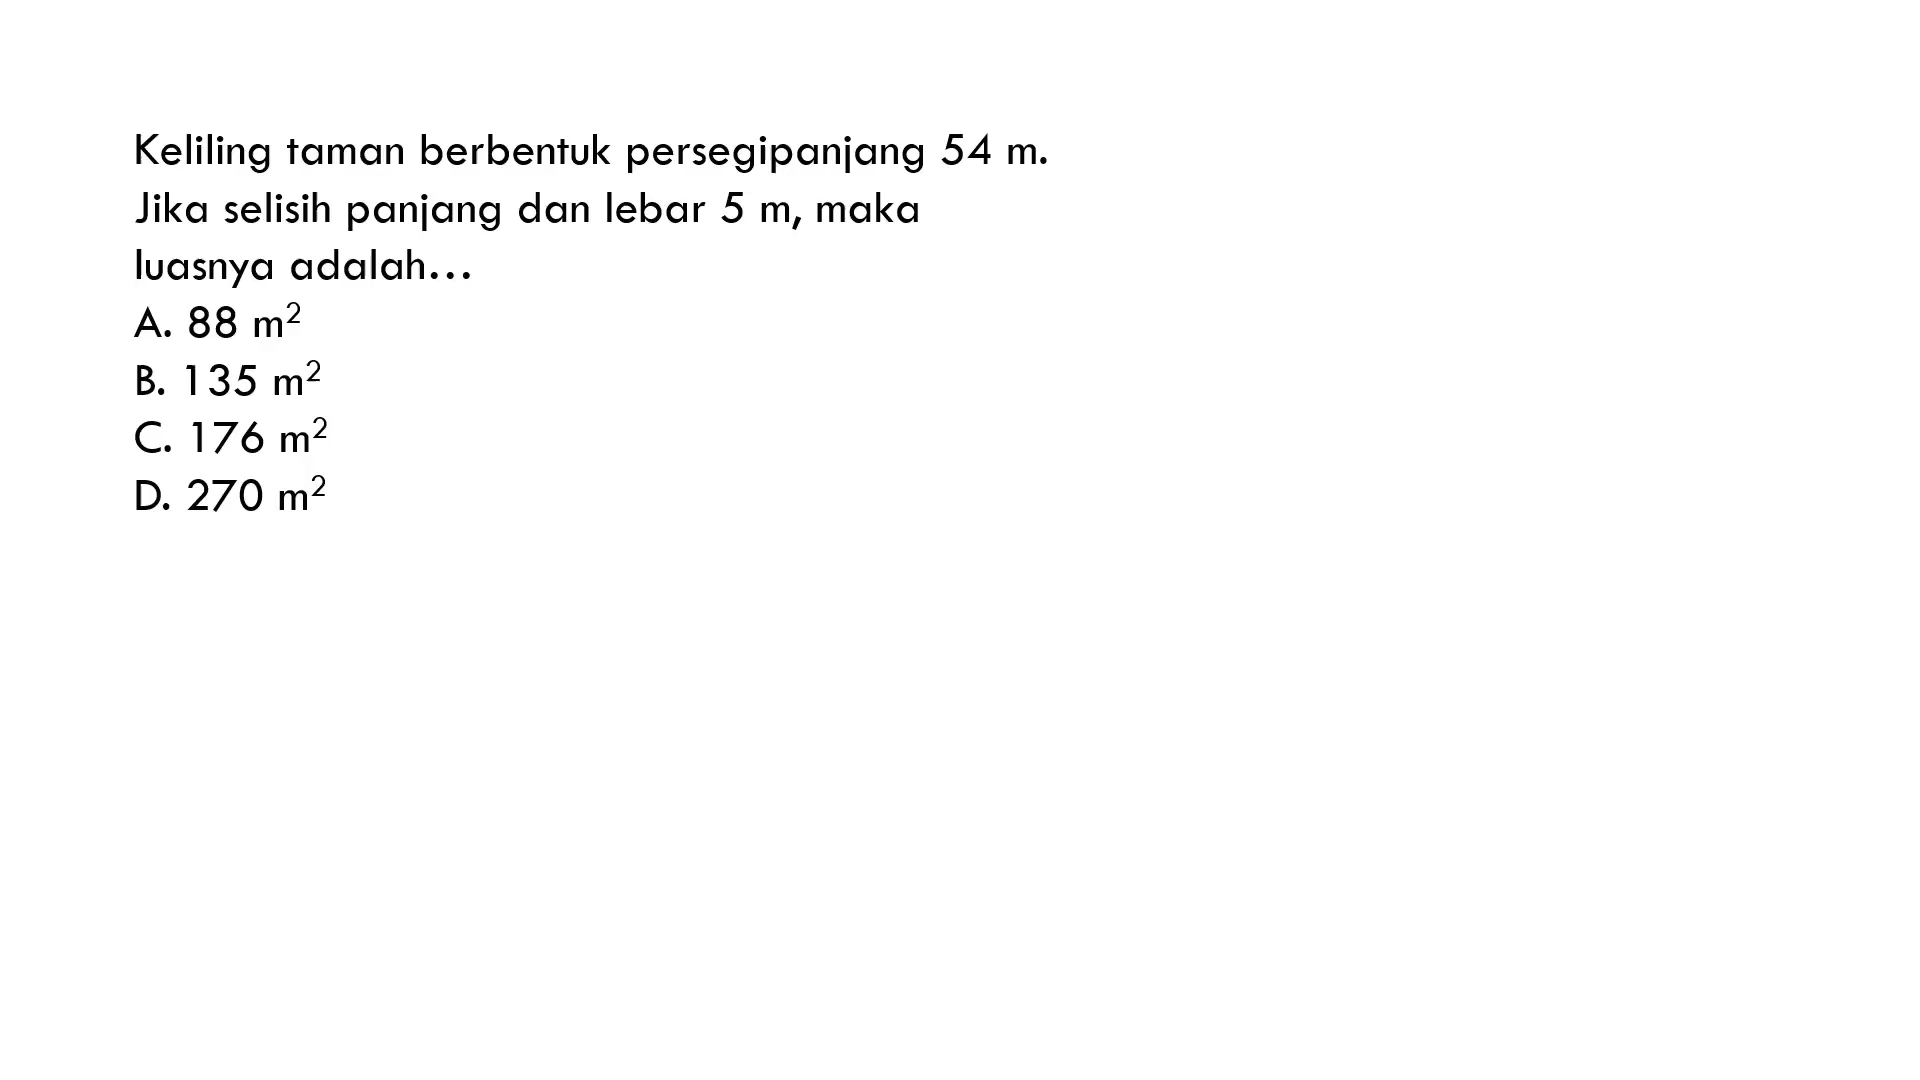 Keliling taman berbentuk persegipanjang 54 m.
Jika selisih panjang dan lebar 5 m, maka
luasnya adalah…
A. 88 m²
B. 135 m²
C. 176 m²
D. 270 m²